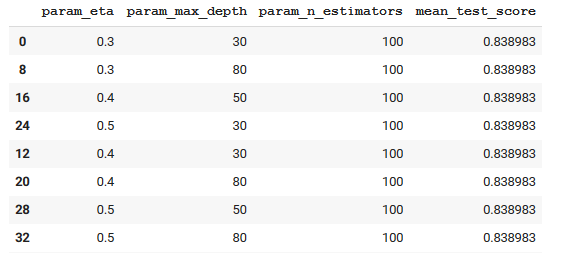 param_eta param_max_depth param_n_estimators mean_test_score
0 0.3 30 100 0.838983
8 0.3 80 100 0.838983
16 0.4 50 100 0.838983
24 0.5 30 100 0.838983
12 0.4 30 100 0.838983
20 0.4 80 100 0.838983
28 0.5 50 100 0.838983
32 0.5 80 100 0.838983